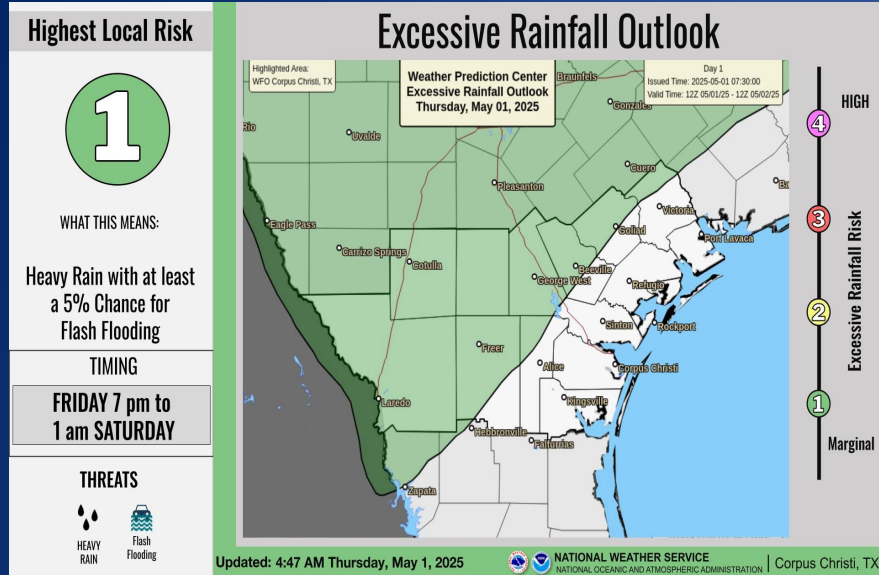 Highest Local Risk
1
WHAT THIS MEANS:
Heavy Rain with at least
a 5% Chance for
Flash Flooding
TIMING
FRIDAY 7 pm to
1 am SATURDAY
THREATS
HEAVY
RAIN
Flash
Flooding
Excessive Rainfall Outlook
Highlighted Area:
WFO Corpus Christi, TX
Weather Prediction Center
Excessive Rainfall Outlook
Thursday, May 01, 2025
Day 1
Issued Time: 2025-05-01 07:30:00
Valid Time: 12Z 05/01/25 - 12Z 05/02/25
Braunfels
Gonzales
Rio
Uvalde
Cuero
Pleasanton
Ba
Victoria
Eagle Pass
Goliad
Port Lavaca
Carrizo Springs
Cotulla
Beeville
George West
Refugio
Sinton
Rockport
Freer
Alice
Corpus Christi
Laredo
Kingsville
Hebbronville
Falfurrias
Zapata
HIGH
4
3
2
1
Excessive Rainfall Risk
Marginal
Updated: 4:47 AM Thursday, May 1, 2025
NATIONAL WEATHER SERVICE
NATIONAL OCEANIC AND ATMOSPHERIC ADMINISTRATION
Corpus Christi, TX